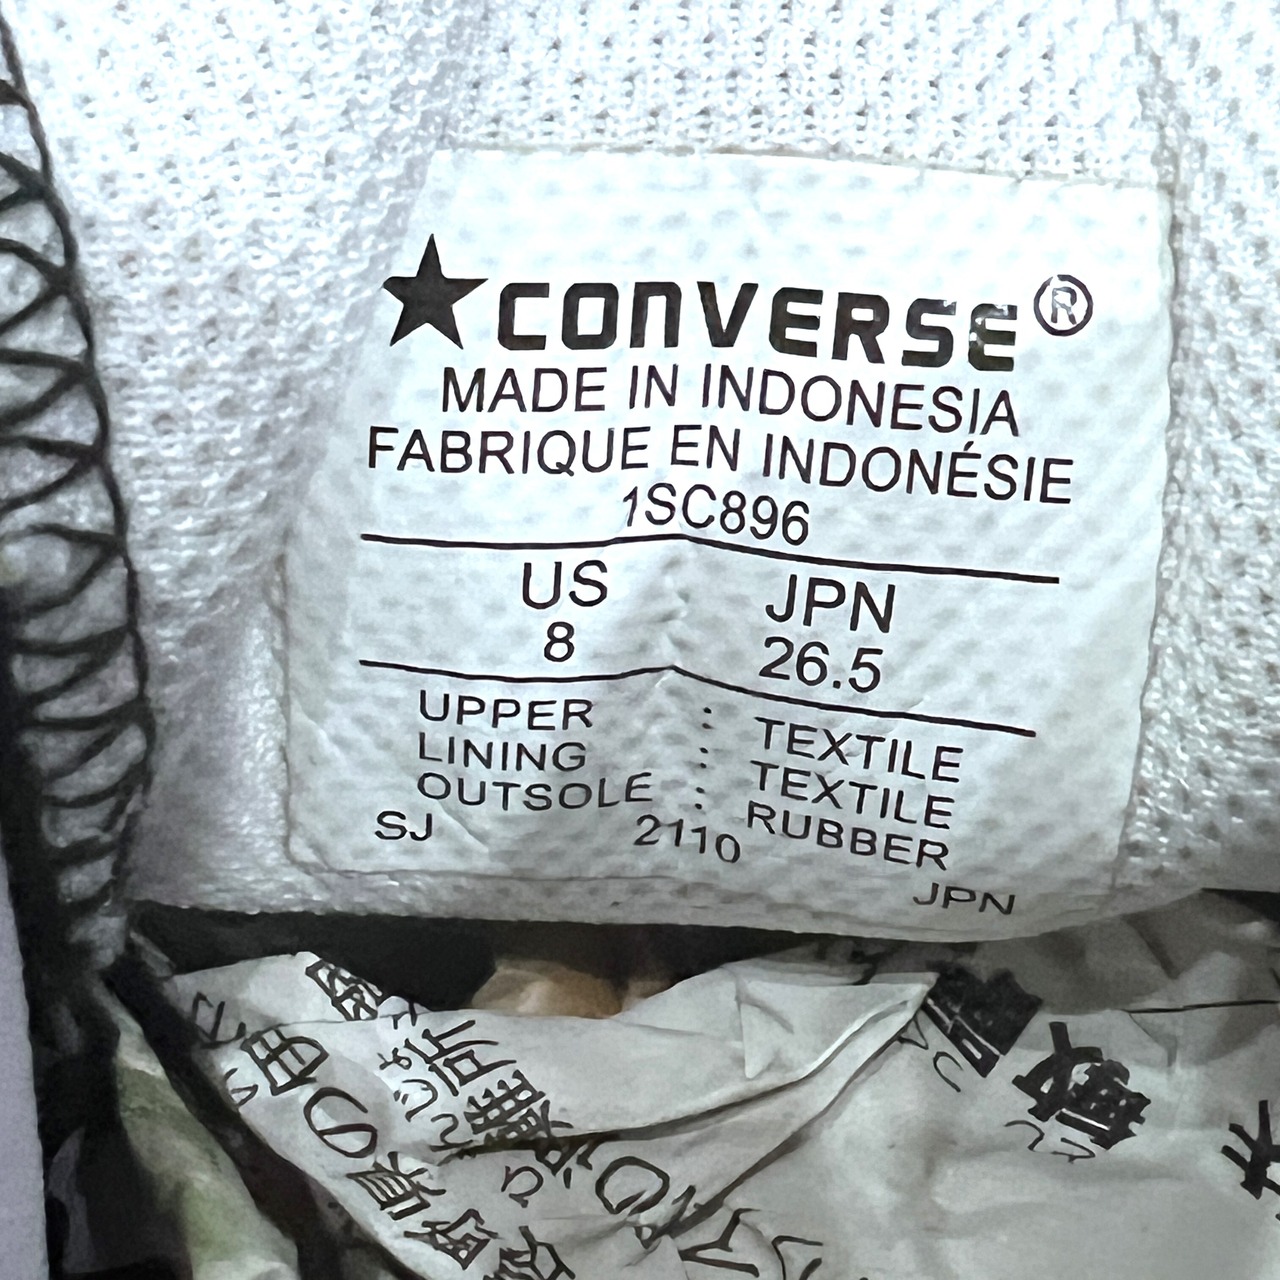 ★CONVERSE®
MADE IN INDONESIA
FABRIQUE EN INDONÉSIE
1SC896
US JPN
8 26.5
UPPER : TEXTILE
LINING : TEXTILE
OUTSOLE : RUBBER
SJ 2110 JPN